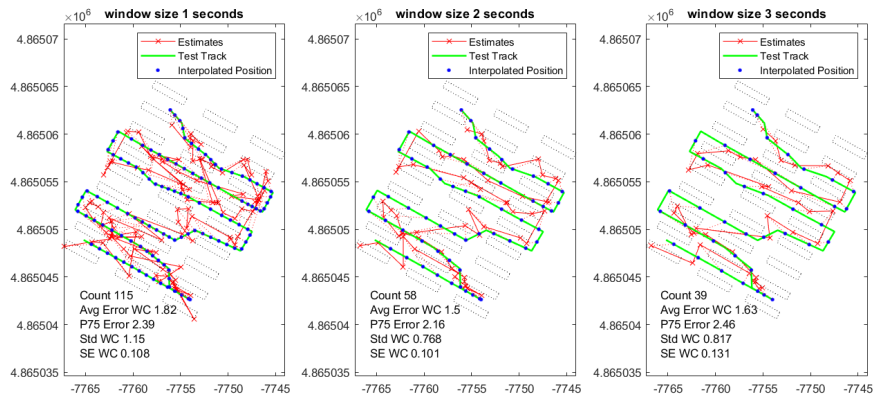 window size 1 seconds
×10⁶
4.86507
4.865065
4.86506
4.865055
4.86505
4.865045
4.86504
4.865035
-7765
-7760
-7755
-7750
-7745
Estimates
Test Track
Interpolated Position
Count 115
Avg Error WC 1.82
P75 Error 2.39
Std WC 1.15
SE WC 0.108
window size 2 seconds
×10⁶
4.86507
4.865065
4.86506
4.865055
4.86505
4.865045
4.86504
4.865035
-7765
-7760
-7755
-7750
-7745
Estimates
Test Track
Interpolated Position
Count 58
Avg Error WC 1.5
P75 Error 2.16
Std WC 0.768
SE WC 0.101
window size 3 seconds
×10⁶
4.86507
4.865065
4.86506
4.865055
4.86505
4.865045
4.86504
4.865035
-7765
-7760
-7755
-7750
-7745
Estimates
Test Track
Interpolated Position
Count 39
Avg Error WC 1.63
P75 Error 2.46
Std WC 0.817
SE WC 0.131